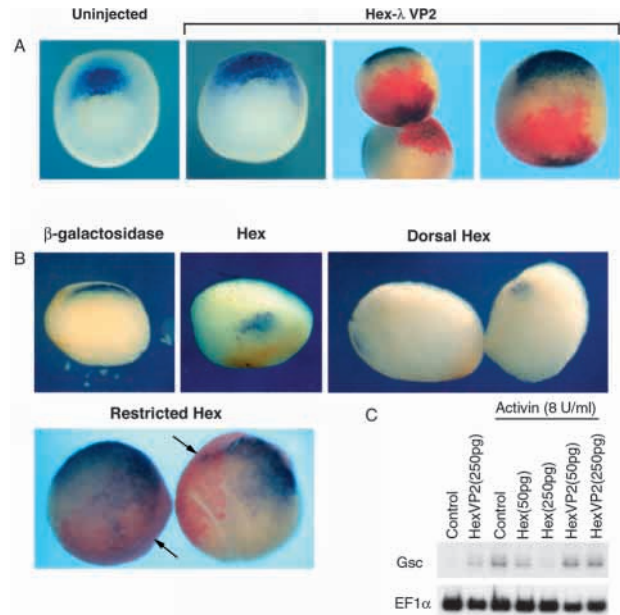 Uninjected
Hex-λ VP2
A
β-galactosidase
Hex
Dorsal Hex
B
Restricted Hex
C
Activin (8 U/ml)
Control
HexVP2(250pg)
Control
Hex(50pg)
Hex(250pg)
HexVP2(50pg)
HexVP2(250pg)
Gsc
EF1α